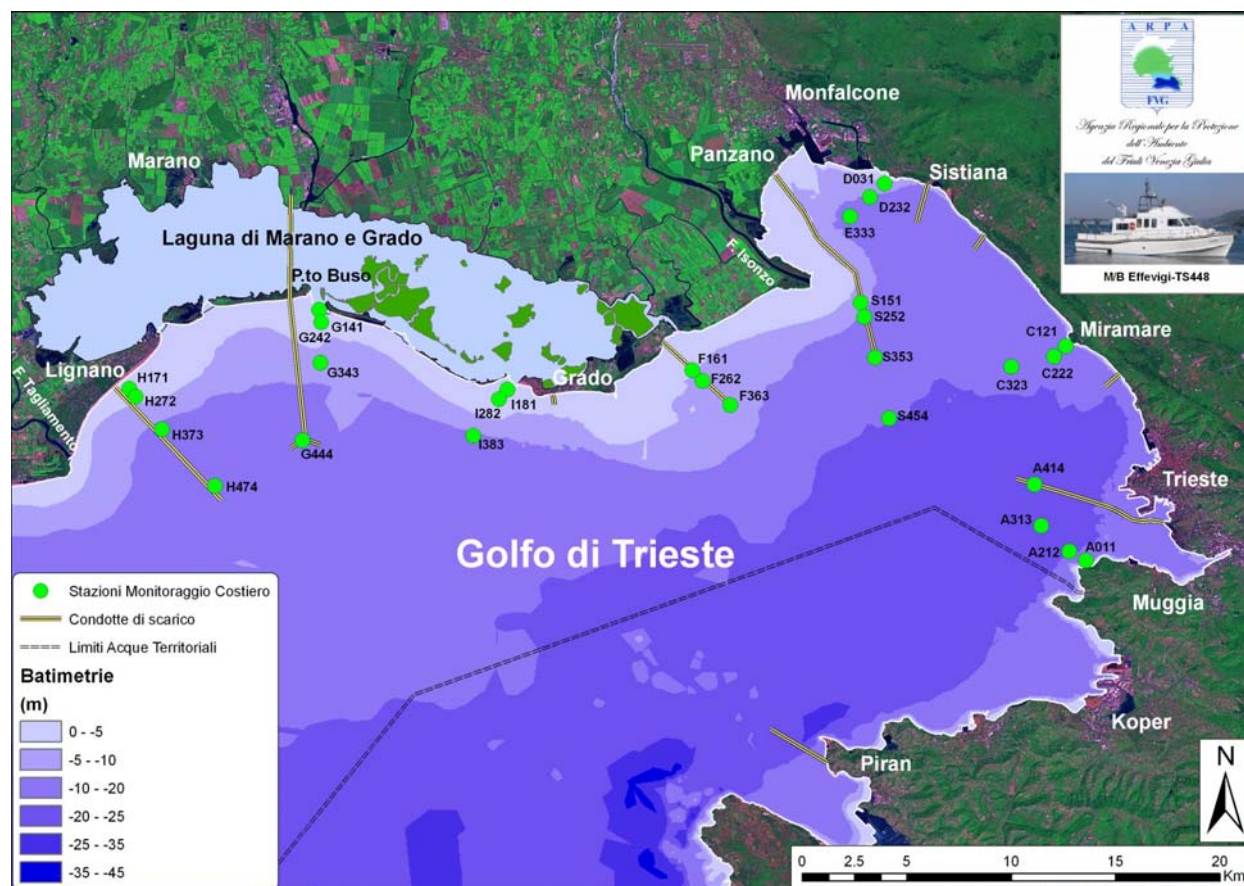 A R P A
FVG
Agenzia Regionale per la Protezione
dell'Ambiente
del Friuli Venezia Giulia
M/B Effevigi-TS448
Monfalcone
Panzano
Marano
D031
Sistiana
D232
E333
Laguna di Marano e Grado
F. Isonzo
P.to Buso
S151
G141
S252
G242
C121
Miramare
S353
C222
G343
F161
C323
Lignano
H171
Grado
F262
F. Tagliamento
H272
I181
F363
I282
S454
H373
I383
G444
A414
Trieste
H474
A313
Golfo di Trieste
A212
A011
Muggia
Koper
Piran
Stazioni Monitoraggio Costiero
Condotte di scarico
Limiti Acque Territoriali
Batimetrie
(m)
0 - -5
-5 - -10
-10 - -20
-20 - -25
-25 - -35
-35 - -45
N
0 2.5 5 10 15 20
Km